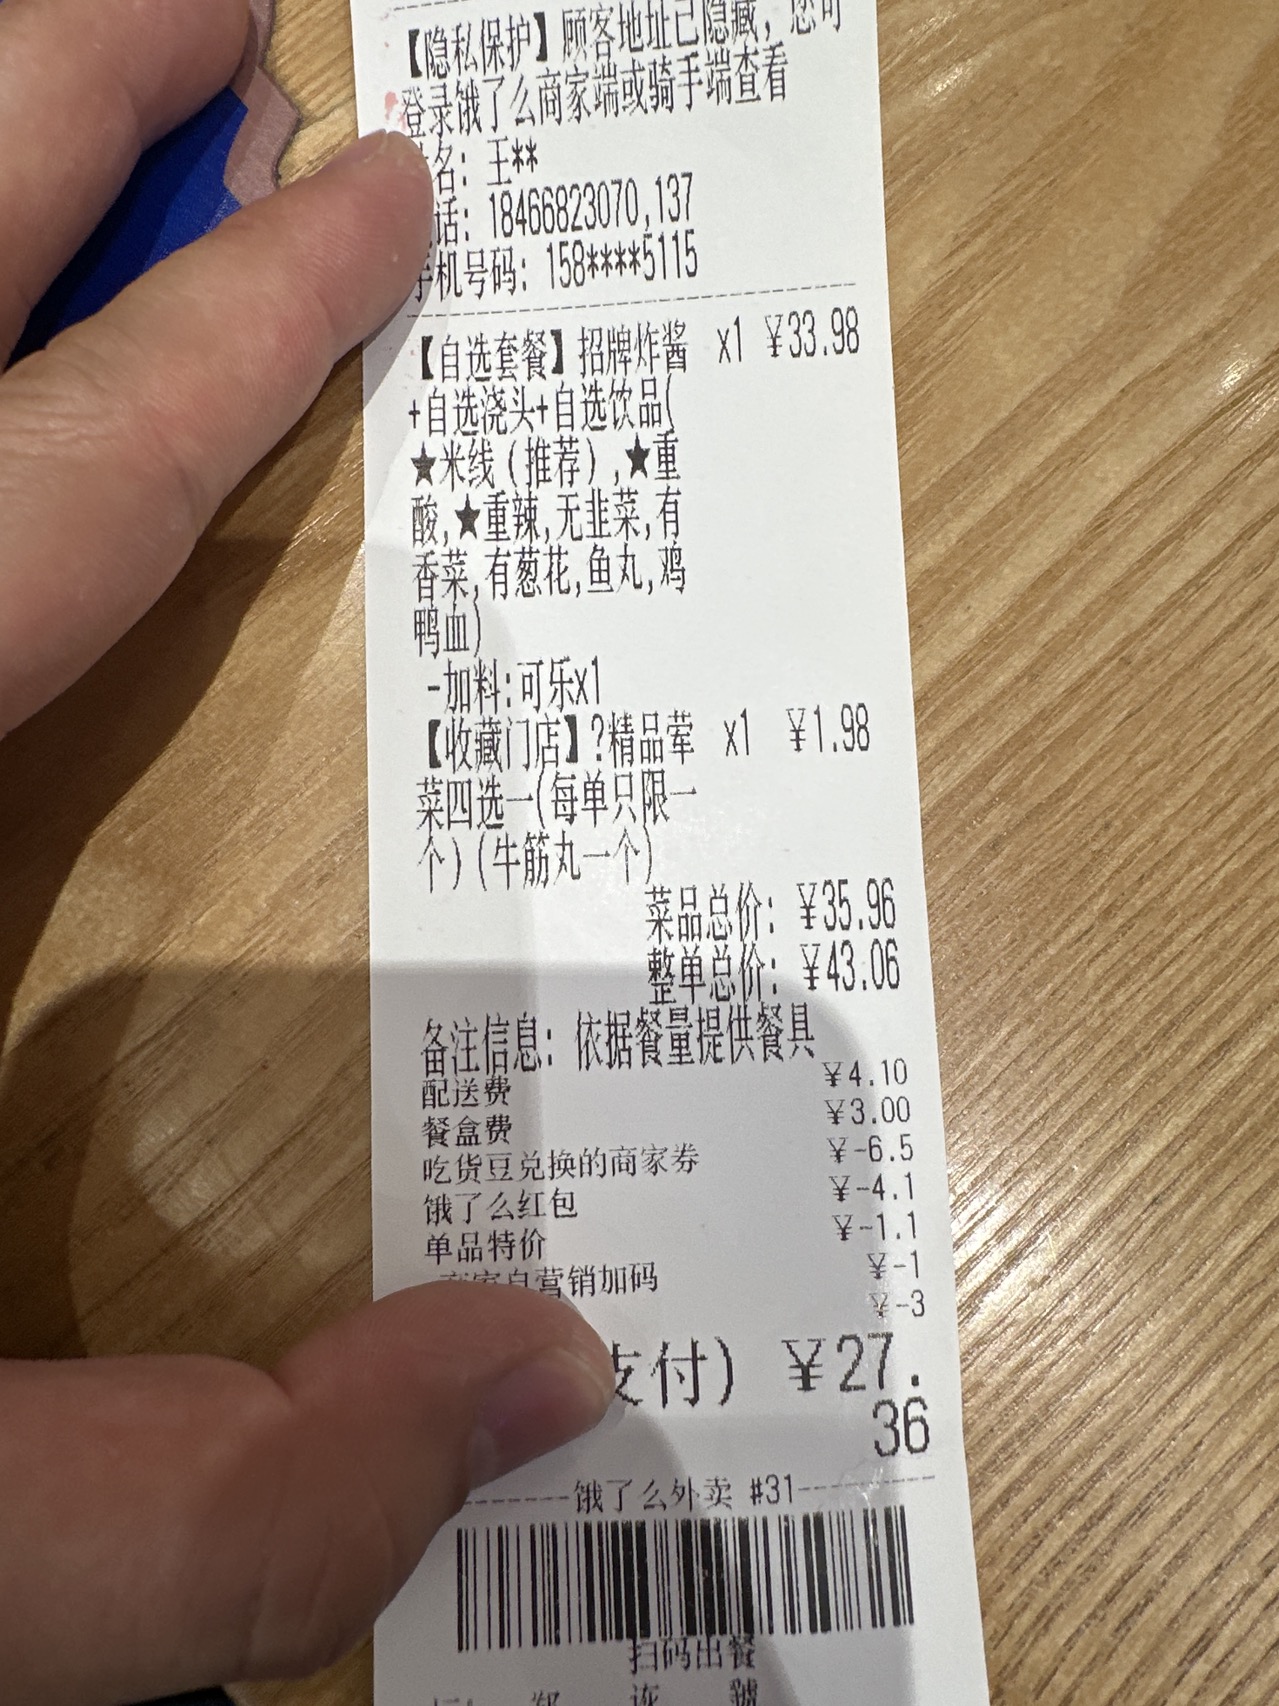 【隐私保护】顾客地址已隐藏，您可
登录饿了么商家端或骑手端查看
名：王**
话：18466823070,137
手机号码：158****5115
【自选套餐】招牌炸酱 x1 ￥33.98
+自选浇头+自选饮品(
★米线（推荐）,★重
酸,★重辣,无韭菜,有
香菜,有葱花,鱼丸,鸡
鸭血)
-加料:可乐x1
【收藏门店】?精品荤 x1 ￥1.98
菜四选一(每单只限一
个)(牛筋丸一个)
菜品总价：￥35.96
整单总价：￥43.06
备注信息：依据餐量提供餐具
配送费 ￥4.10
餐盒费 ￥3.00
吃货豆兑换的商家券 ￥-6.5
饿了么红包 ￥-4.1
单品特价 ￥-1.1
商家自营销加码 ￥-1
￥-3
支付) ￥27.
36
饿了么外卖 #31
扫码出餐